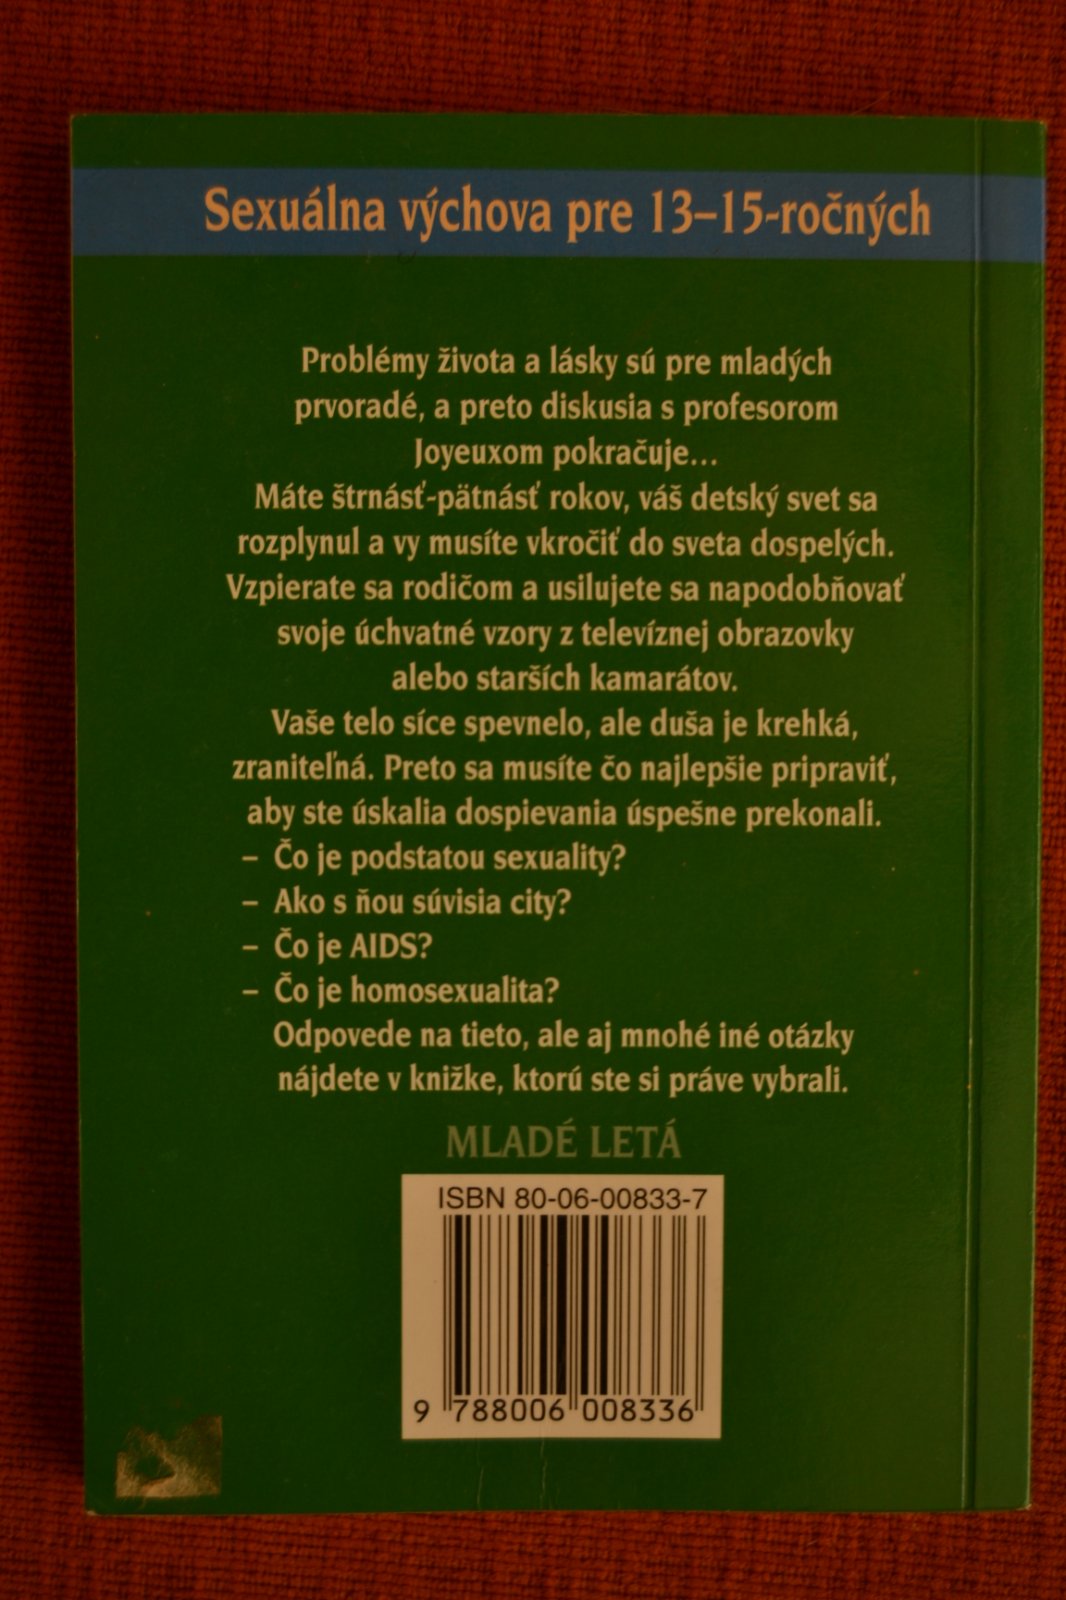 Sexuálna výchova pre 13–15-ročných
Problémy života a lásky sú pre mladých
prvoradé, a preto diskusia s profesorom
Joyeuxom pokračuje...
Máte štrnásť-pätnásť rokov, váš detský svet sa
rozplynul a vy musíte vkročiť do sveta dospelých.
Vzpierate sa rodičom a usilujete sa napodobňovať
svoje úchvatné vzory z televíznej obrazovky
alebo starších kamarátov.
Vaše telo síce spevnelo, ale duša je krehká,
zraniteľná. Preto sa musíte čo najlepšie pripraviť,
aby ste úskalia dospievania úspešne prekonali.
– Čo je podstatou sexuality?
– Ako s ňou súvisia city?
– Čo je AIDS?
– Čo je homosexualita?
Odpovede na tieto, ale aj mnohé iné otázky
nájdete v knižke, ktorú ste si práve vybrali.
MLADÉ LETÁ
ISBN 80-06-00833-7
9 788006 008336